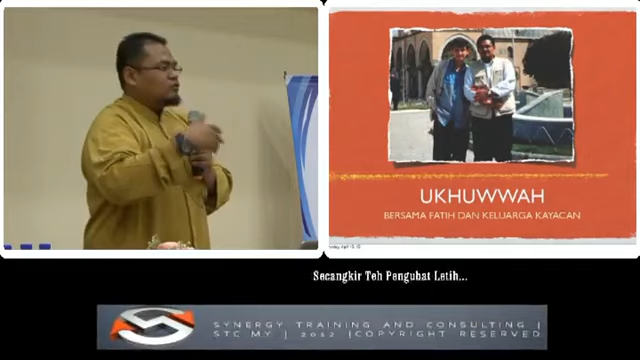 UKHUWWAH
BERSAMA FATIH DAN KELUARGA KAYACAN
Secangkir Teh Pengubat Letih...
SYNERGY TRAINING AND CONSULTING |
STC MY | 2012 |COPYRIGHT RESERVED